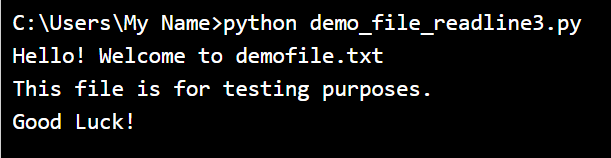 C:\Users\My Name>python demo_file_readline3.py
Hello! Welcome to demofile.txt
This file is for testing purposes.
Good Luck!